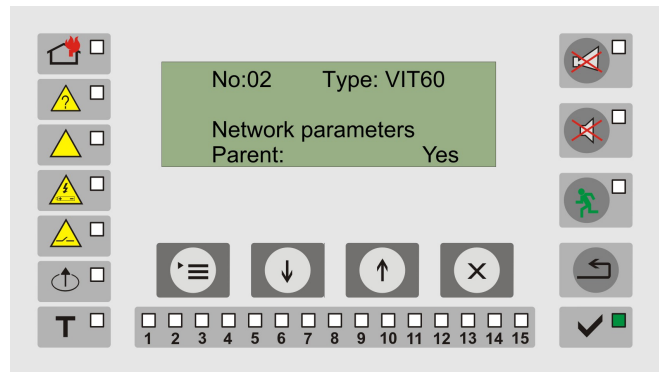 No:02 Type: VIT60
Network parameters
Parent: Yes
?
T
1 2 3 4 5 6 7 8 9 10 11 12 13 14 15